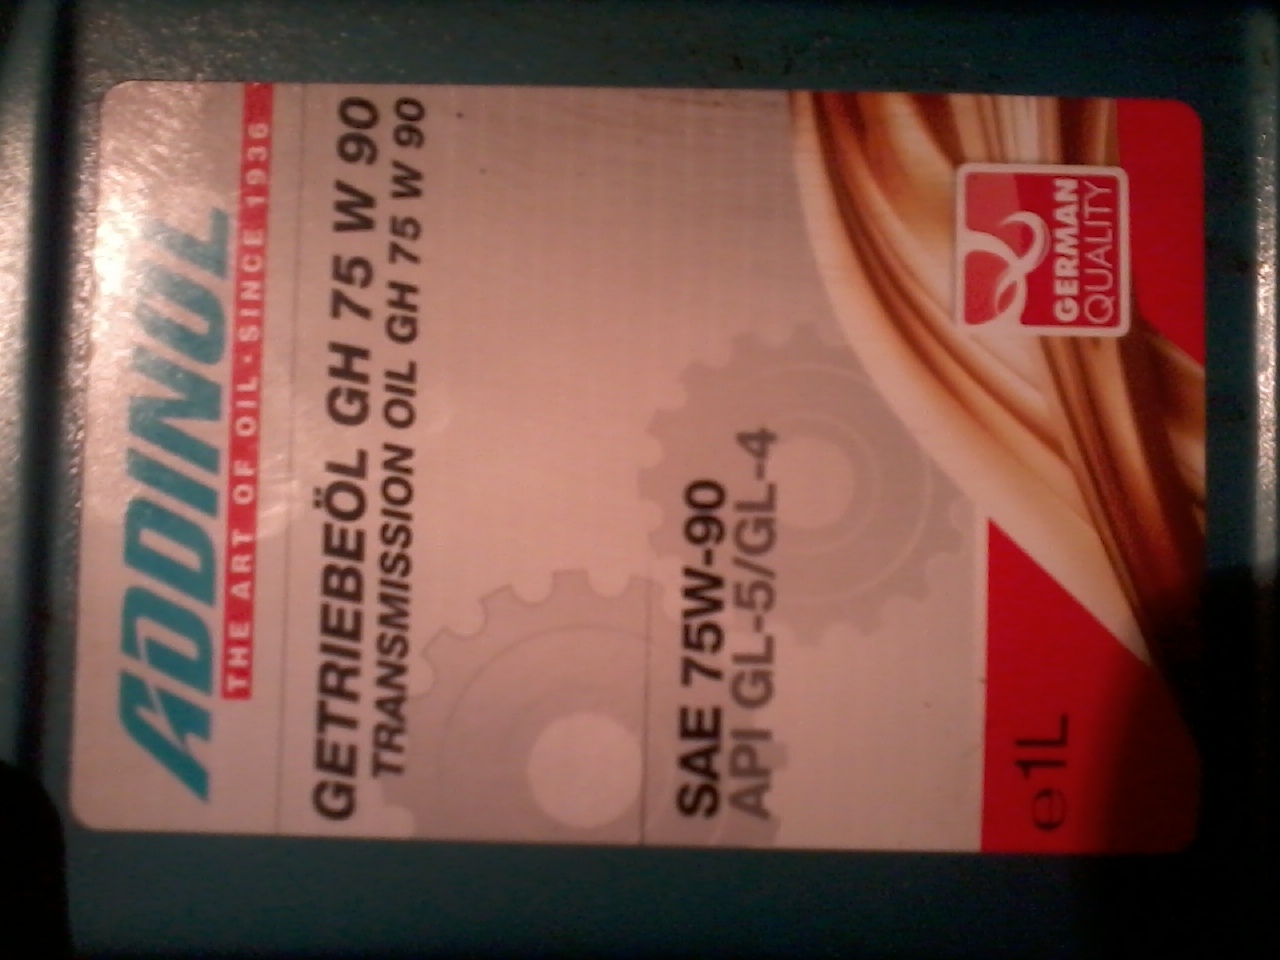 ADDINOL
THE ART OF OIL · SINCE 1936
GETRIEBEÖL GH 75 W 90
TRANSMISSION OIL GH 75 W 90
SAE 75W-90
API GL-5/GL-4
e1L
GERMAN
QUALITY